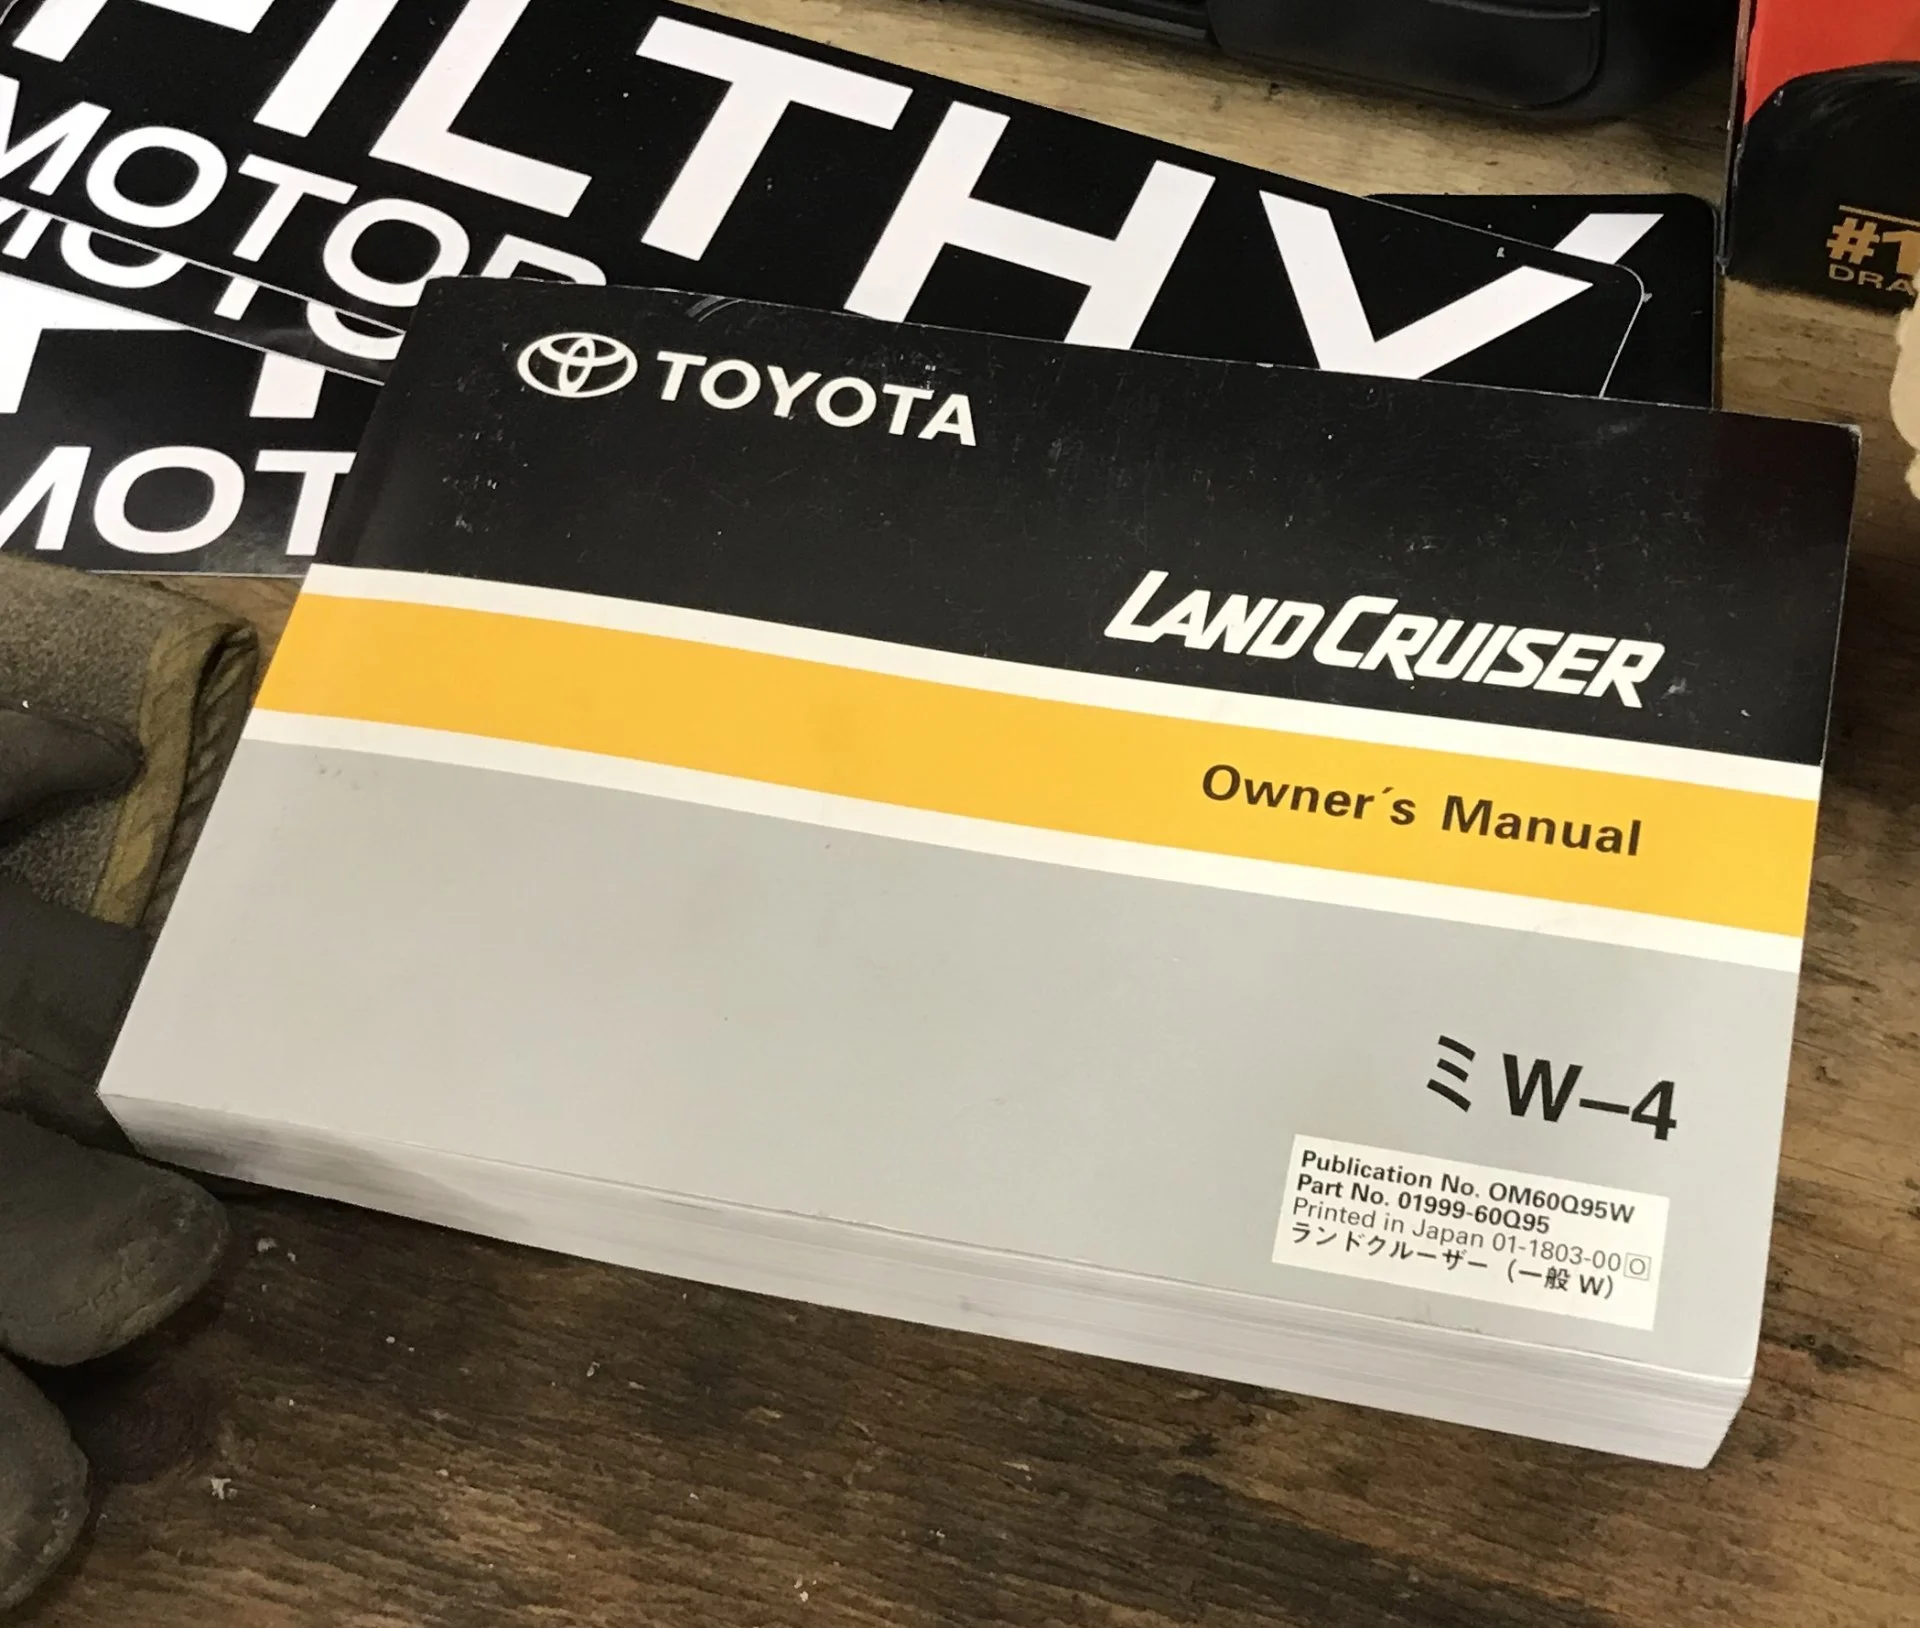 FILTHY
MOTOR
MOTO
MOT
#1
DRA
TOYOTA
LAND CRUISER
Owner´s Manual
ミ W–4
Publication No. OM60Q95W
Part No. 01999-60Q95
Printed in Japan 01-1803-00 O
ランドクルーザー (一般 W)